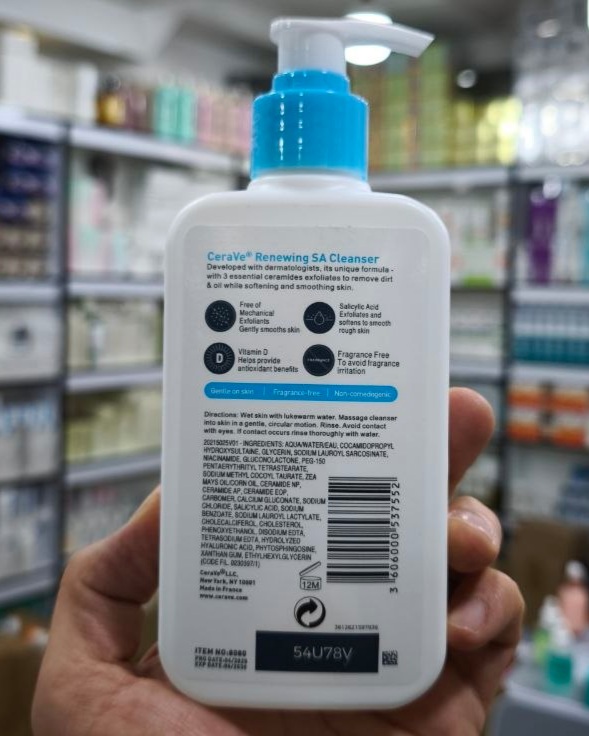 CeraVe® Renewing SA Cleanser
Developed with dermatologists, its unique formula -
with 3 essential ceramides exfoliates to remove dirt
& oil while softening and smoothing skin.
Free of
Mechanical
Exfoliants
Gently smooths skin
Salicylic Acid
Exfoliates and
softens to smooth
rough skin
D
Vitamin D
Helps provide
antioxidant benefits
Fragrance Free
To avoid fragrance
irritation
Gentle on skin | Fragrance-free | Non-comedogenic
Directions: Wet skin with lukewarm water. Massage cleanser
into skin in a gentle, circular motion. Rinse. Avoid contact
with eyes. If contact occurs rinse thoroughly with water.
INGREDIENTS: AQUA/WATER/EAU, COCAMIDOPROPYL
HYDROXYSULTAINE, GLYCERIN, SODIUM LAUROYL SARCOSINATE,
NIACINAMIDE, GLUCONOLACTONE, PEG-150
PENTAERYTHRITYL TETRASTEARATE,
SODIUM METHYL COCOYL TAURATE, ZEA
MAYS OIL/CORN OIL, CERAMIDE NP,
CERAMIDE AP, CERAMIDE EOP,
CARBOMER, CALCIUM GLUCONATE, SODIUM
CHLORIDE, SALICYLIC ACID, SODIUM
BENZOATE, SODIUM LAUROYL LACTYLATE,
CHOLECALCIFEROL, CHOLESTEROL,
PHENOXYETHANOL, DISODIUM EDTA,
TETRASODIUM EDTA, HYDROLYZED
HYALURONIC ACID, PHYTOSPHINGOSINE,
XANTHAN GUM, ETHYLHEXYLGLYCERIN
(CODE FIL.
CeraVe® LLC,
New York, NY 10001
Made in France
www.cerave.com
3 606000 537552
12M
54U78V
ITEM NO: